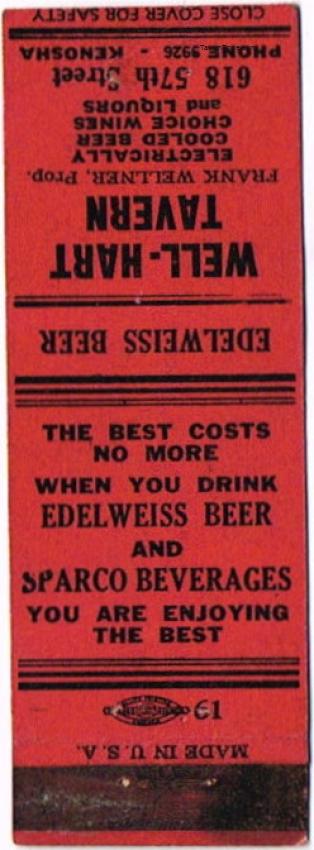 CLOSE COVER FOR SAFETY
PHONE 9926 - KENOSHA
618 57th Street
and LIQUORS
CHOICE WINES
COOLED BEER
ELECTRICALLY
FRANK WELLNER, Prop.
TAVERN
WELL-HART
EDELWEISS BEER
THE BEST COSTS
NO MORE
WHEN YOU DRINK
EDELWEISS BEER
AND
SPARCO BEVERAGES
YOU ARE ENJOYING
THE BEST
19
MADE IN U.S.A.